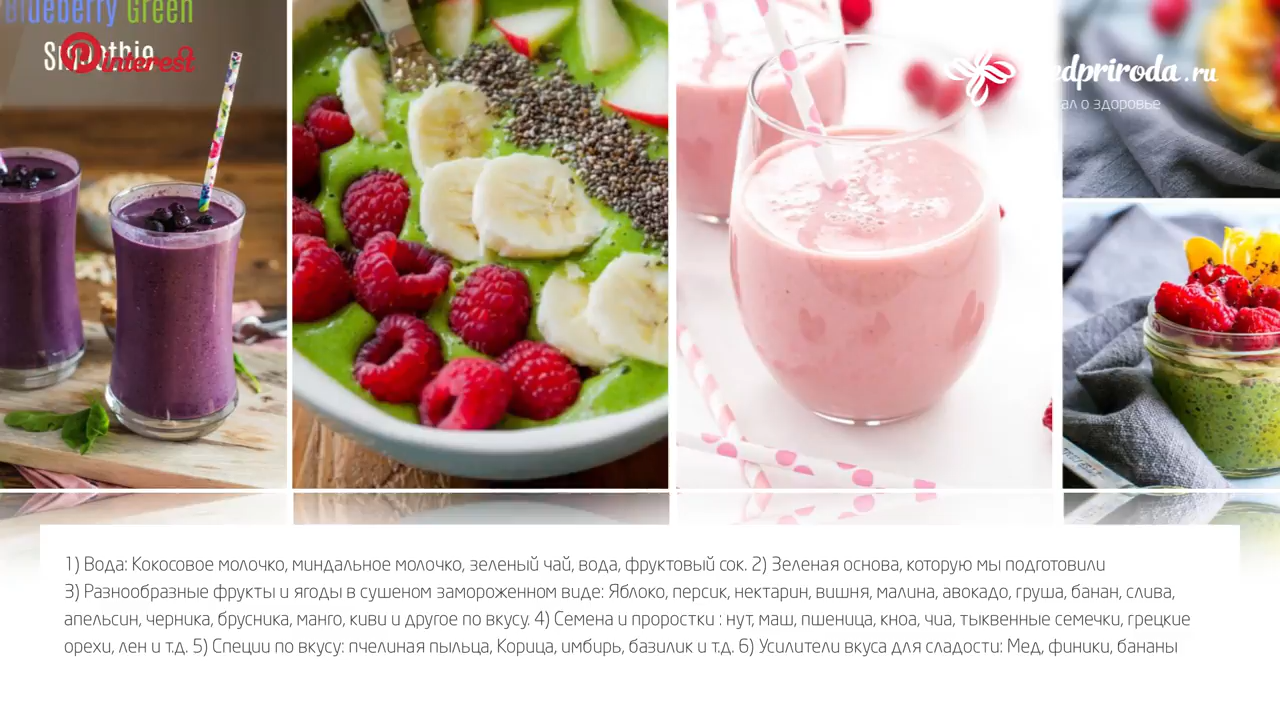 Blueberry Green
Smoothie
Pinterest
edpriroda.ru
ал о здоровье
1) Вода: Кокосовое молочко, миндальное молочко, зеленый чай, вода, фруктовый сок. 2) Зеленая основа, которую мы подготовили
3) Разнообразные фрукты и ягоды в сушеном замороженном виде: Яблоко, персик, нектарин, вишня, малина, авокадо, груша, банан, слива,
апельсин, черника, брусника, манго, киви и другое по вкусу. 4) Семена и проростки : нут, маш, пшеница, кноа, чиа, тыквенные семечки, грецкие
орехи, лен и т.д. 5) Специи по вкусу: пчелиная пыльца, Корица, имбирь, базилик и т.д. 6) Усилители вкуса для сладости: Мед, финики, бананы